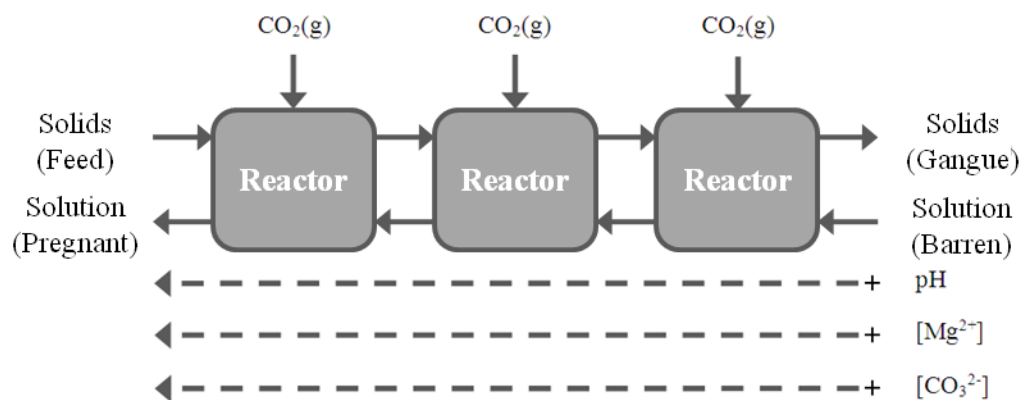 CO₂(g) CO₂(g) CO₂(g)
Solids
(Feed)
Reactor Reactor Reactor
Solids
(Gangue)
Solution
(Pregnant)
Solution
(Barren)
+ pH
+ [Mg²⁺]
+ [CO₃²⁻]